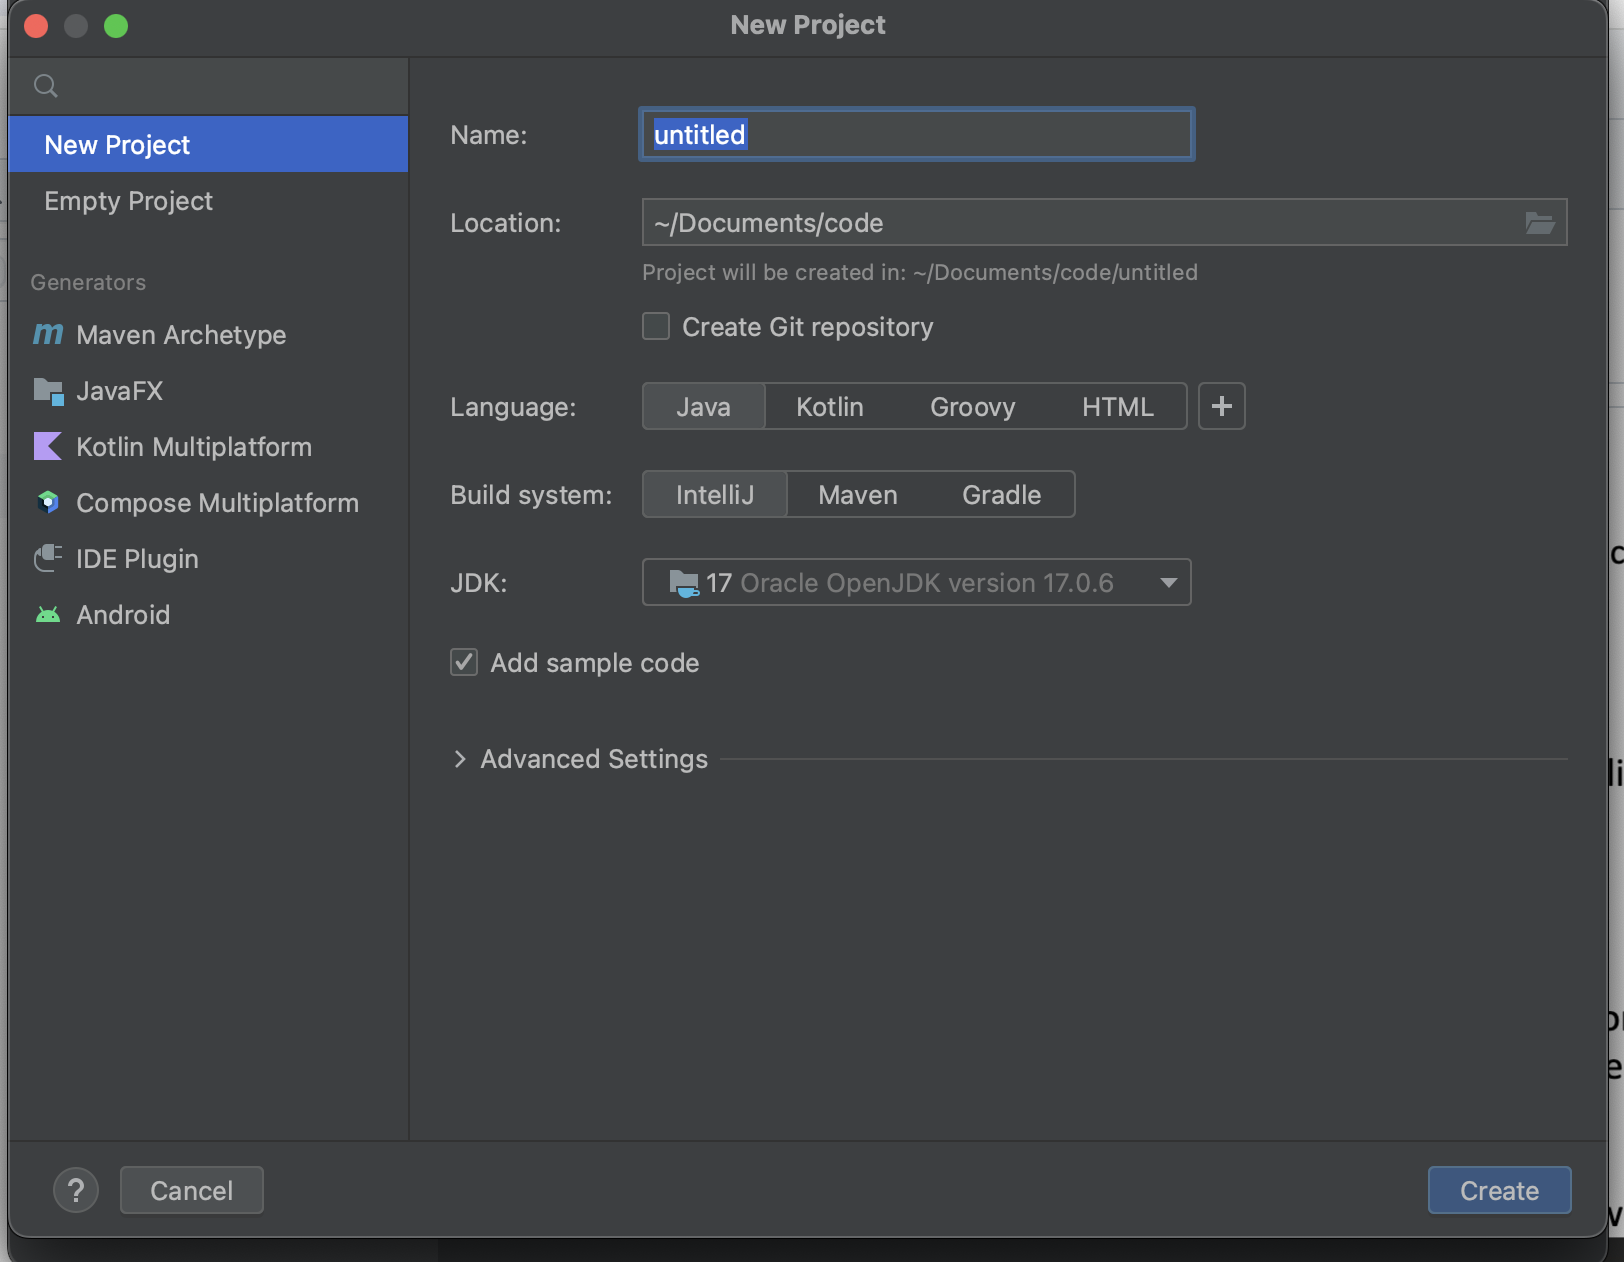 New Project
New Project
Empty Project
Generators
Maven Archetype
JavaFX
Kotlin Multiplatform
Compose Multiplatform
IDE Plugin
Android
Name: untitled
Location: ~/Documents/code
Project will be created in: ~/Documents/code/untitled
Create Git repository
Language: Java Kotlin Groovy HTML +
Build system: IntelliJ Maven Gradle
JDK: 17 Oracle OpenJDK version 17.0.6
Add sample code
Advanced Settings
? Cancel Create